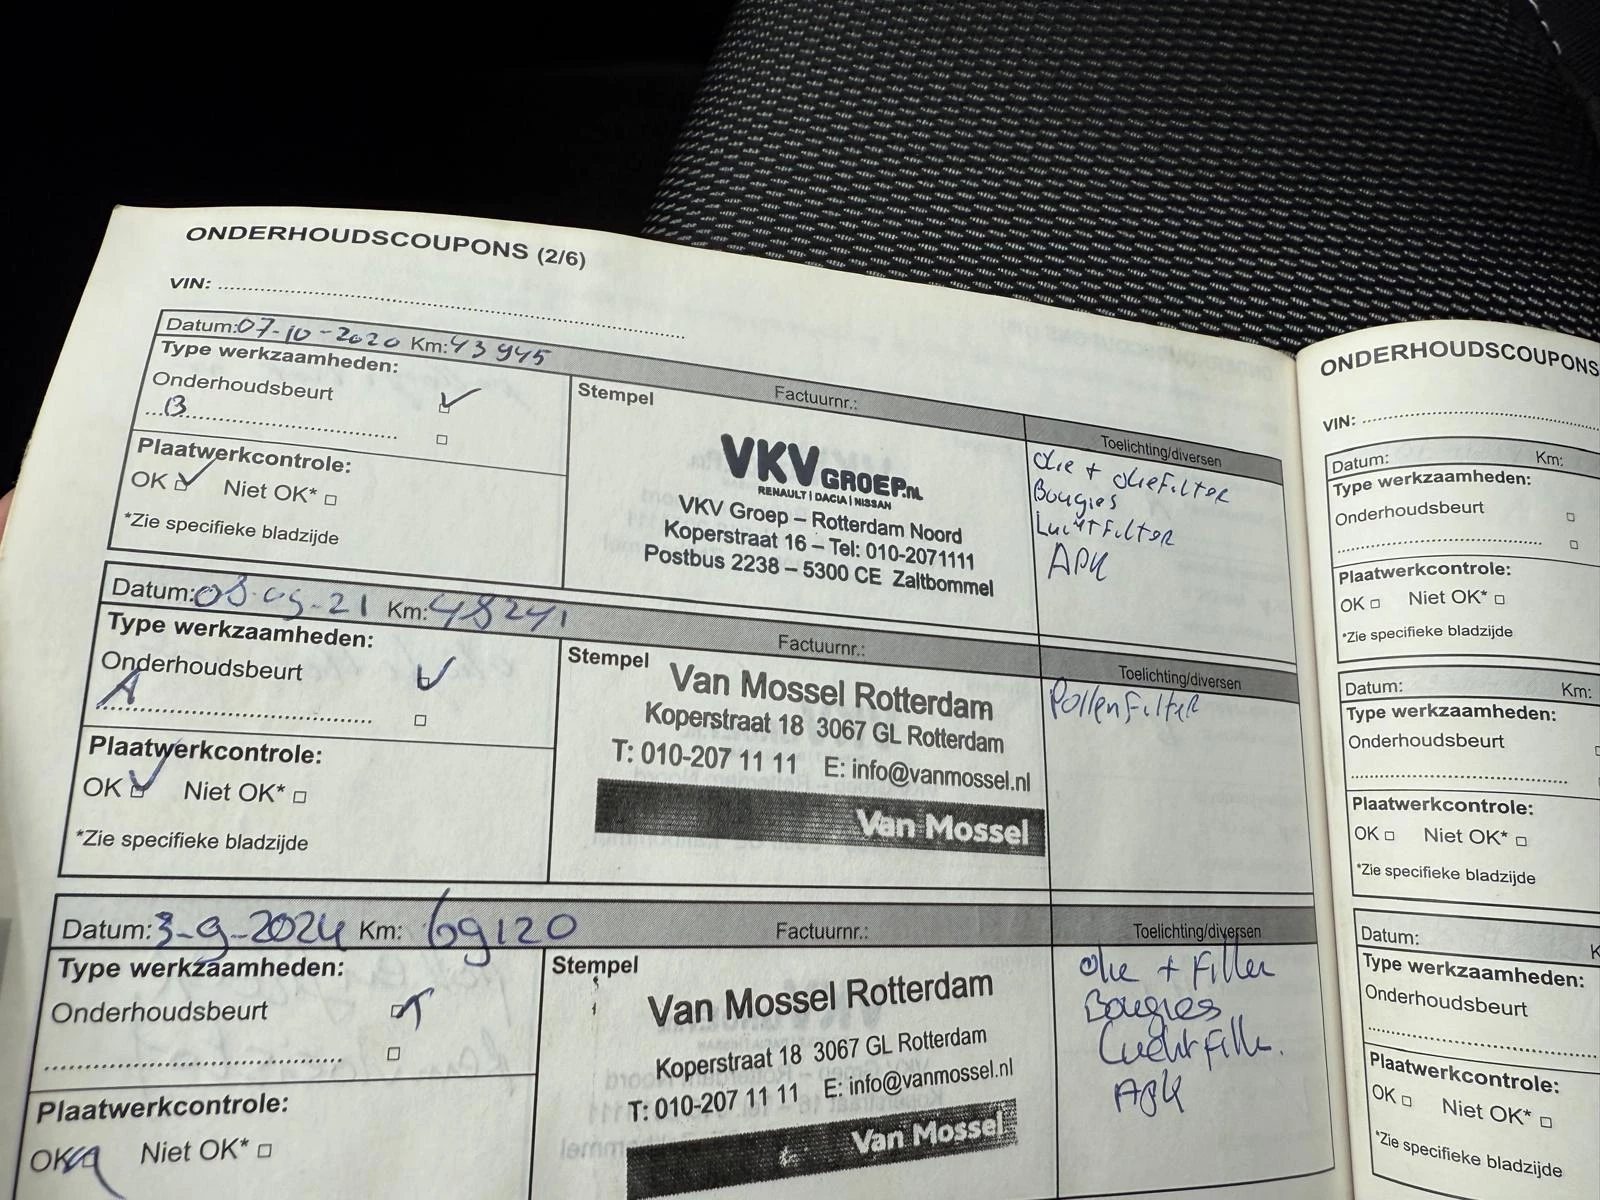 ONDERHOUDSCOUPONS (2/6)
VIN:
Datum: 07-10-2020 Km: 43945
Type werkzaamheden:
Onderhoudsbeurt
B
Plaatwerkcontrole:
OK Niet OK*
*Zie specifieke bladzijde
Stempel
Factuurnr.:
VKV GROEP.NL
RENAULT | DACIA | NISSAN
VKV Groep – Rotterdam Noord
Koperstraat 16 – Tel: 010-2071111
Postbus 2238 – 5300 CE Zaltbommel
Toelichting/diversen
olie + oliefilter
Bougies
Luchtfilter
APK
Datum: 21 Km: 48241
Type werkzaamheden:
Onderhoudsbeurt
A
Plaatwerkcontrole:
OK Niet OK*
*Zie specifieke bladzijde
Stempel
Factuurnr.:
Van Mossel Rotterdam
Koperstraat 18 3067 GL Rotterdam
T: 010-207 11 11 E: info@vanmossel.nl
Van Mossel
Toelichting/diversen
Pollenfilter
Datum: 3-9-2024 Km: 69120
Type werkzaamheden:
Onderhoudsbeurt
Plaatwerkcontrole:
OK Niet OK*
Stempel
Factuurnr.:
Van Mossel Rotterdam
Koperstraat 18 3067 GL Rotterdam
T: 010-207 11 11 E: info@vanmossel.nl
Van Mossel
Toelichting/diversen
olie + Filter
Bougies
Luchtfilter.
APK
ONDERHOUDSCOUPONS
VIN:
Datum: Km:
Type werkzaamheden:
Onderhoudsbeurt
Plaatwerkcontrole:
OK Niet OK*
*Zie specifieke bladzijde
Datum: Km:
Type werkzaamheden:
Onderhoudsbeurt
Plaatwerkcontrole:
OK Niet OK*
*Zie specifieke bladzijde
Datum: K
Type werkzaamheden:
Onderhoudsbeurt
Plaatwerkcontrole:
OK Niet OK*
*Zie specifieke bladzijde